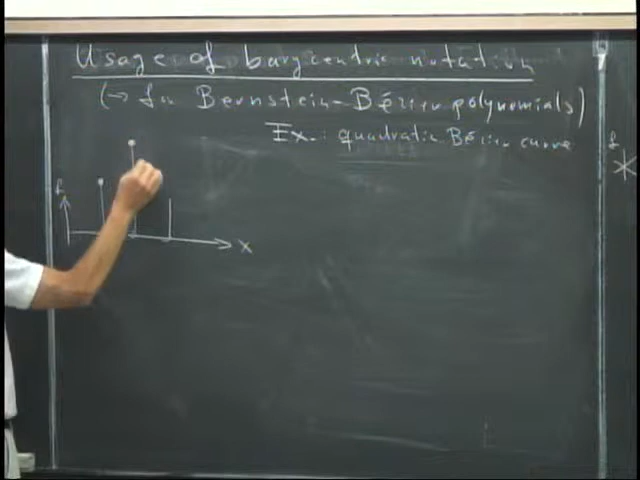 Usage of barycentric notation
(→ for Bernstein-Bézier polynomials)
Ex.: quadratic Bézier curve
f
f
x